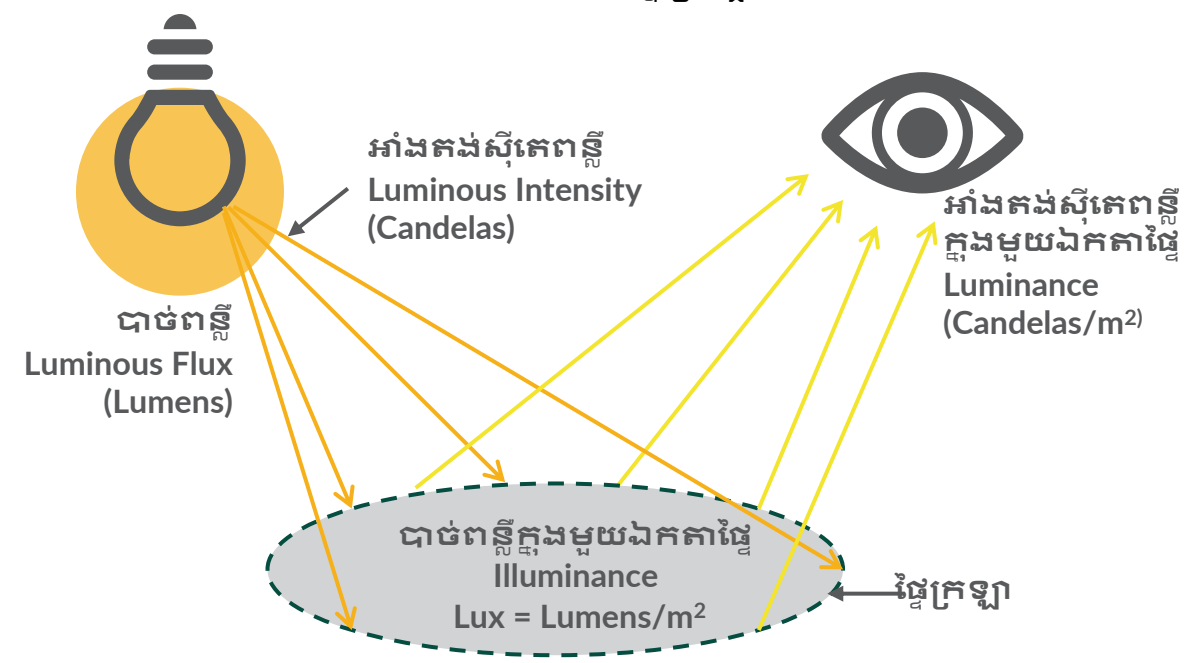 អាំងតង់ស៊ីតេពន្លឺ
Luminous Intensity
(Candelas)
អាំងតង់ស៊ីតេពន្លឺ
ក្នុងមួយឯកតាផ្ទៃ
Luminance
(Candelas/m²⁾
បាច់ពន្លឺ
Luminous Flux
(Lumens)
បាច់ពន្លឺក្នុងមួយឯកតាផ្ទៃ
Illuminance
Lux = Lumens/m²
ផ្ទៃក្រឡា